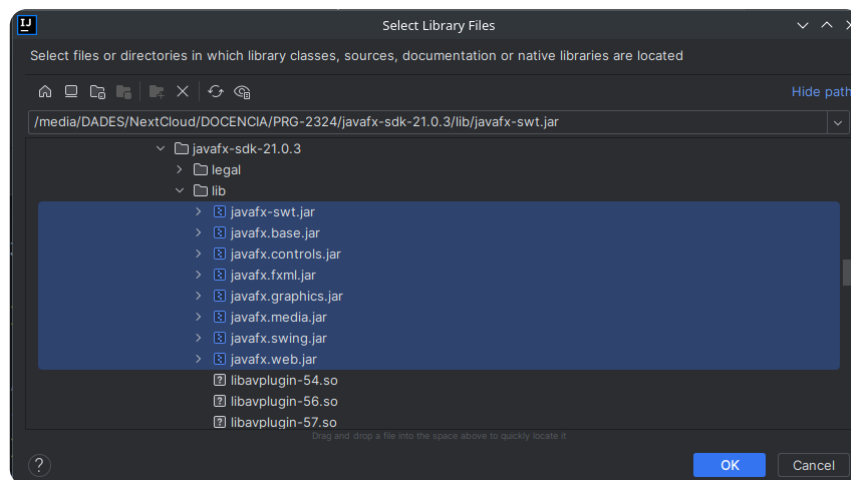 IJ
Select Library Files
Select files or directories in which library classes, sources, documentation or native libraries are located
Hide path
/media/DADES/NextCloud/DOCENCIA/PRG-2324/javafx-sdk-21.0.3/lib/javafx-swt.jar
javafx-sdk-21.0.3
legal
lib
javafx-swt.jar
javafx.base.jar
javafx.controls.jar
javafx.fxml.jar
javafx.graphics.jar
javafx.media.jar
javafx.swing.jar
javafx.web.jar
libavplugin-54.so
libavplugin-56.so
libavplugin-57.so
Drag and drop a file into the space above to quickly locate it
?
OK
Cancel